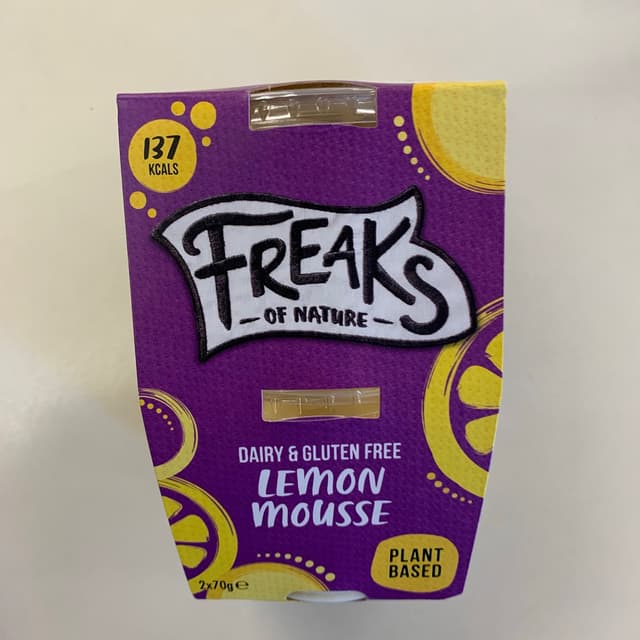 137
KCALS
FREAKS
— OF NATURE —
DAIRY & GLUTEN FREE
LEMON
MOUSSE
PLANT
BASED
2x70g℮